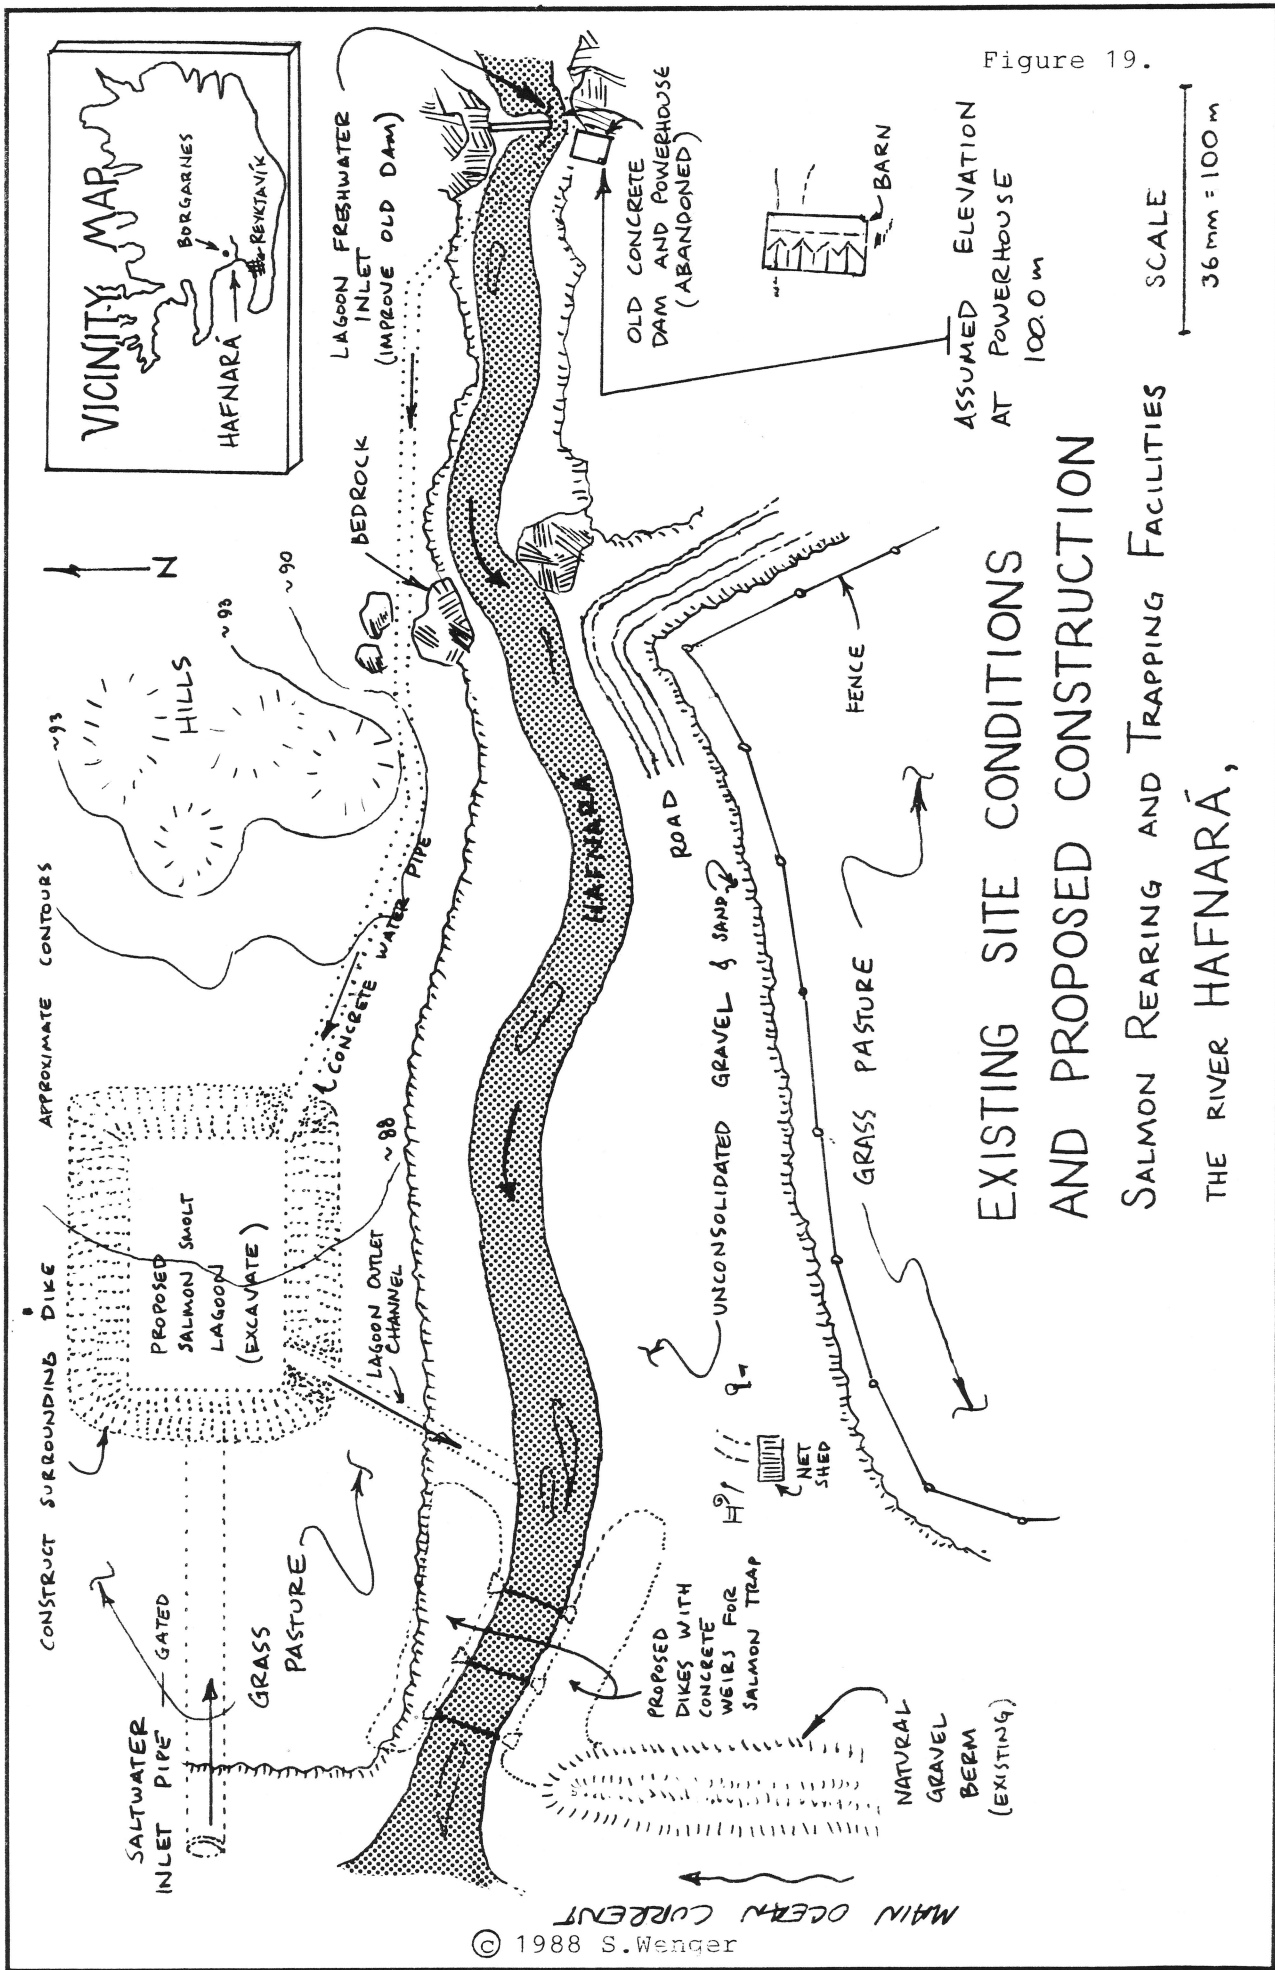 Figure 19.
VICINITY MAP
BORGARNES
REYKJAVÍK
HAFNARÁ
N
CONSTRUCT SURROUNDING DIKE
APPROXIMATE CONTOURS
~93
~93
~90
HILLS
BEDROCK
LAGOON FRESHWATER
INLET
(IMPROVE OLD DAM)
SALTWATER
INLET PIPE
GATED
PROPOSED
SALMON SMOLT
LAGOON
(EXCAVATE)
CONCRETE WATER PIPE
~88
LAGOON OUTLET
CHANNEL
GRASS
PASTURE
HAFNARÁ
OLD CONCRETE
DAM AND POWERHOUSE
(ABANDONED)
BARN
ROAD
UNCONSOLIDATED GRAVEL & SAND
FENCE
NET
SHED
GRASS PASTURE
PROPOSED
DIKES WITH
CONCRETE
WEIRS FOR
SALMON TRAP
NATURAL
GRAVEL
BERM
(EXISTING)
MAIN OCEAN CURRENT
ASSUMED ELEVATION
AT POWERHOUSE
100.0 m
EXISTING SITE CONDITIONS
AND PROPOSED CONSTRUCTION
SALMON REARING AND TRAPPING FACILITIES
THE RIVER HAFNARÁ,
SCALE
36mm = 100 m
© 1988 S.Wenger